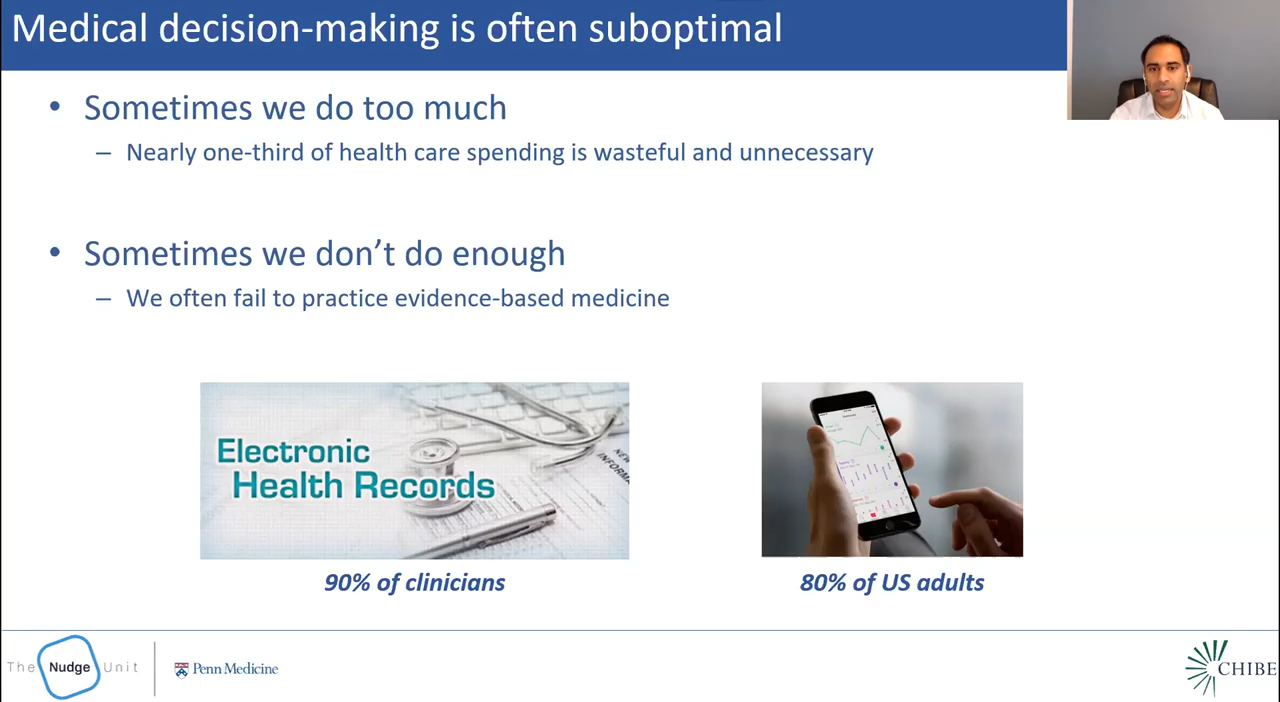 Medical decision-making is often suboptimal
• Sometimes we do too much
– Nearly one-third of health care spending is wasteful and unnecessary
• Sometimes we don't do enough
– We often fail to practice evidence-based medicine
Electronic
Health Records
NEW
INFORM
90% of clinicians
80% of US adults
The Nudge Unit
Penn Medicine
CHIBE